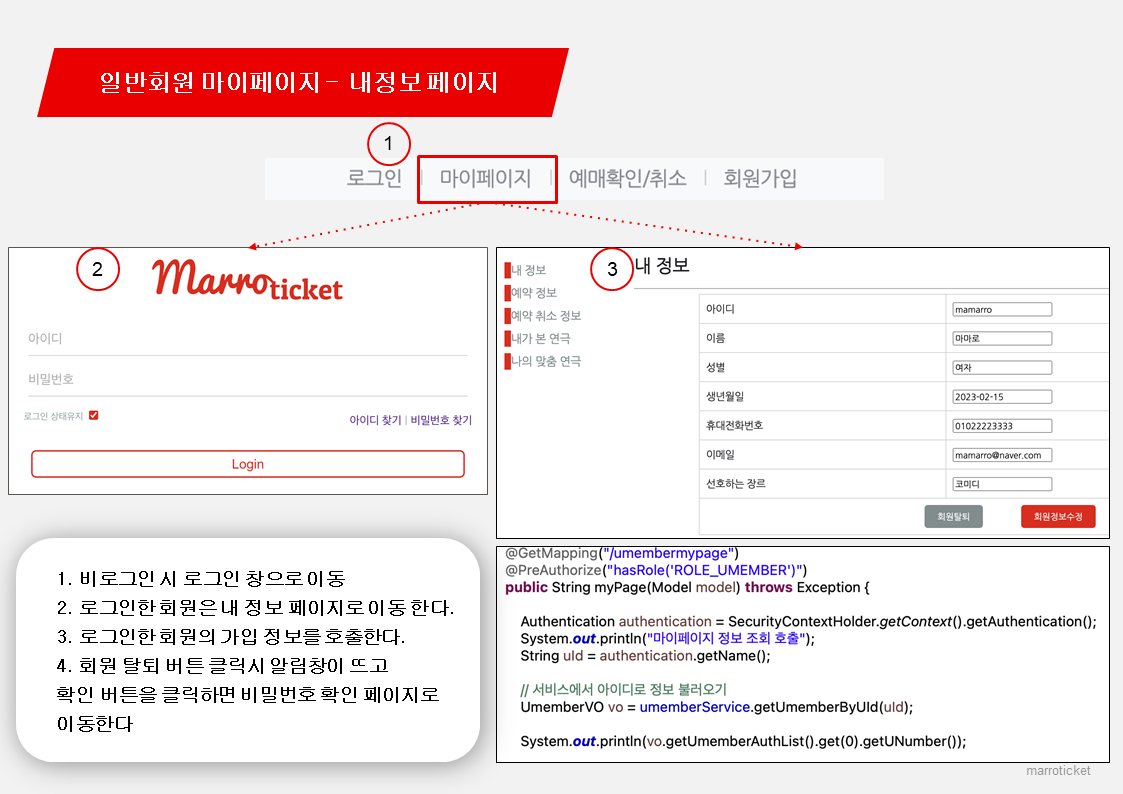 일반회원 마이페이지 – 내정보 페이지
1
로그인 | 마이페이지 | 예매확인/취소 | 회원가입
2
Marro ticket
아이디
비밀번호
로그인 상태유지
아이디 찾기 | 비밀번호 찾기
Login
3
내 정보
내 정보
예약 정보
예약 취소 정보
내가 본 연극
나의 맞춤 연극
아이디 mamarro
이름 마마로
성별 여자
생년월일 2023-02-15
휴대전화번호 01022223333
이메일 mamarro@naver.com
선호하는 장르 코미디
회원탈퇴 회원정보수정
1. 비로그인 시 로그인 창으로 이동
2. 로그인한 회원은 내 정보 페이지로 이동 한다.
3. 로그인한 회원의 가입 정보를 호출한다.
4. 회원 탈퇴 버튼 클릭시 알림창이 뜨고
확인 버튼을 클릭하면 비밀번호 확인 페이지로
이동한다
@GetMapping("/umembermypage")
@PreAuthorize("hasRole('ROLE_UMEMBER')")
public String myPage(Model model) throws Exception {
Authentication authentication = SecurityContextHolder.getContext().getAuthentication();
System.out.println("마이페이지 정보 조회 호출");
String uId = authentication.getName();
// 서비스에서 아이디로 정보 불러오기
UmemberVO vo = umemberService.getUmemberByUId(uId);
System.out.println(vo.getUmemberAuthList().get(0).getUNumber());
marroticket